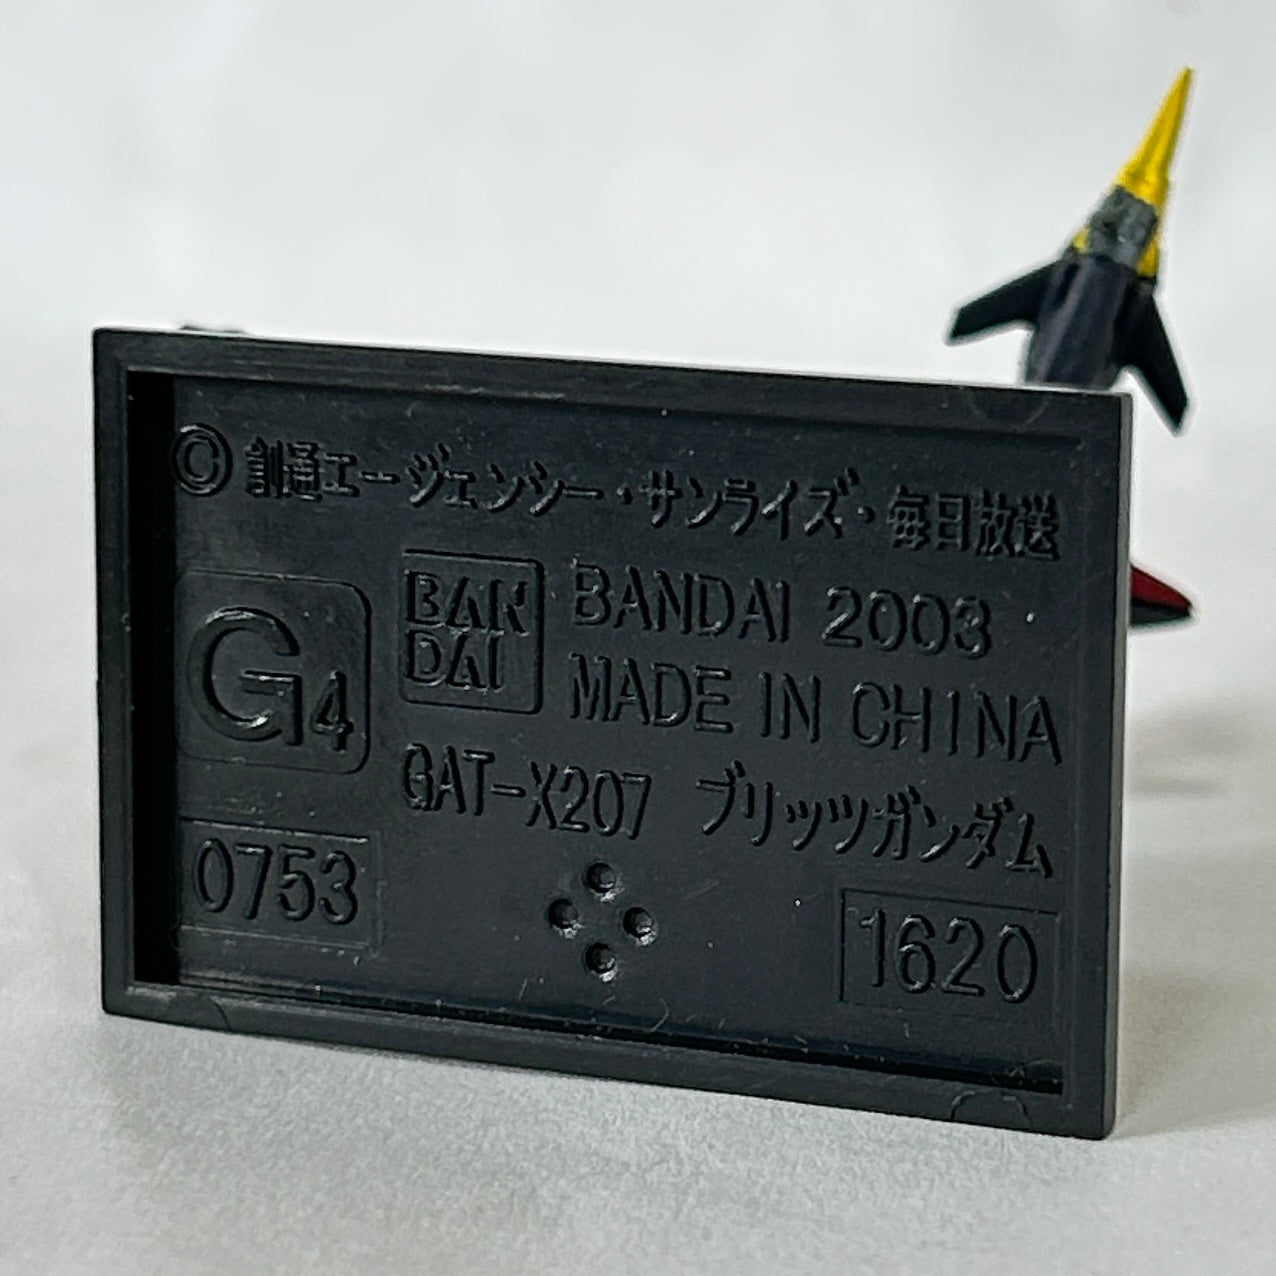 © 創通エージェンシー・サンライズ・毎日放送
G4
BAN
DAI
BANDAI 2003
MADE IN CHINA
GAT-X207 ブリッツガンダム
0753
1620